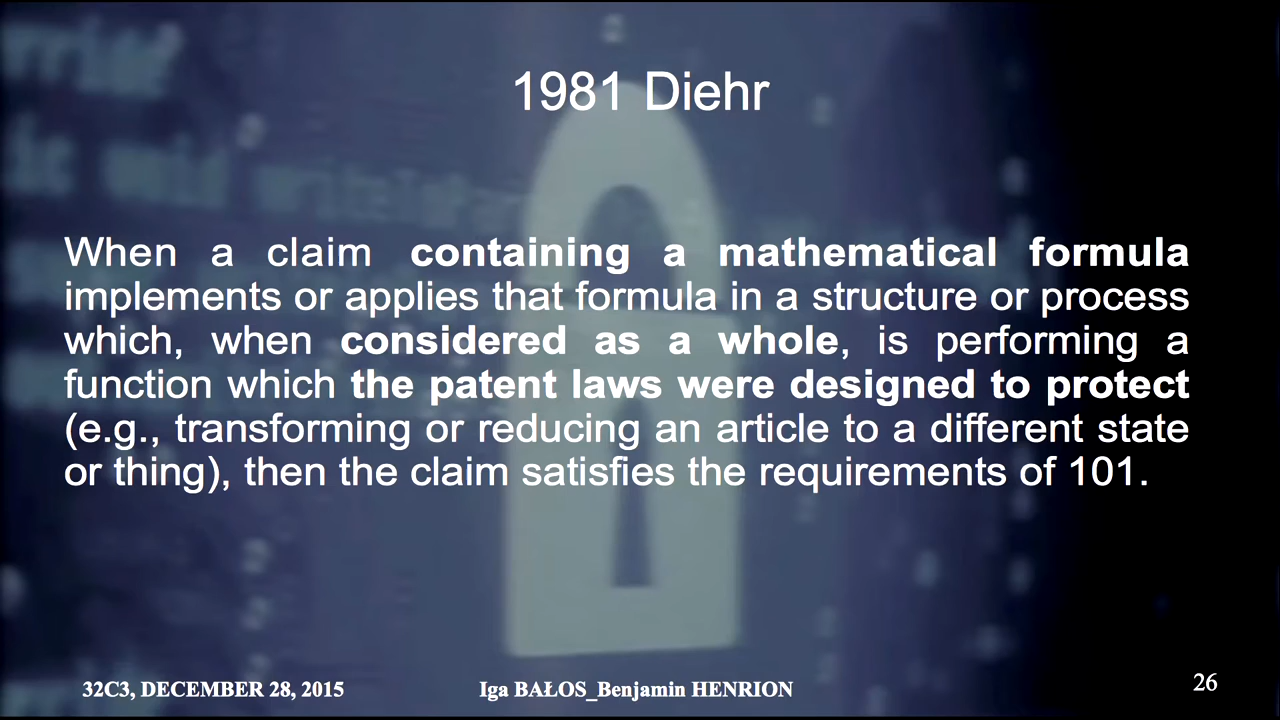 1981 Diehr
When a claim containing a mathematical formula
implements or applies that formula in a structure or process
which, when considered as a whole, is performing a
function which the patent laws were designed to protect
(e.g., transforming or reducing an article to a different state
or thing), then the claim satisfies the requirements of 101.
32C3, DECEMBER 28, 2015 Iga BAŁOS_Benjamin HENRION 26